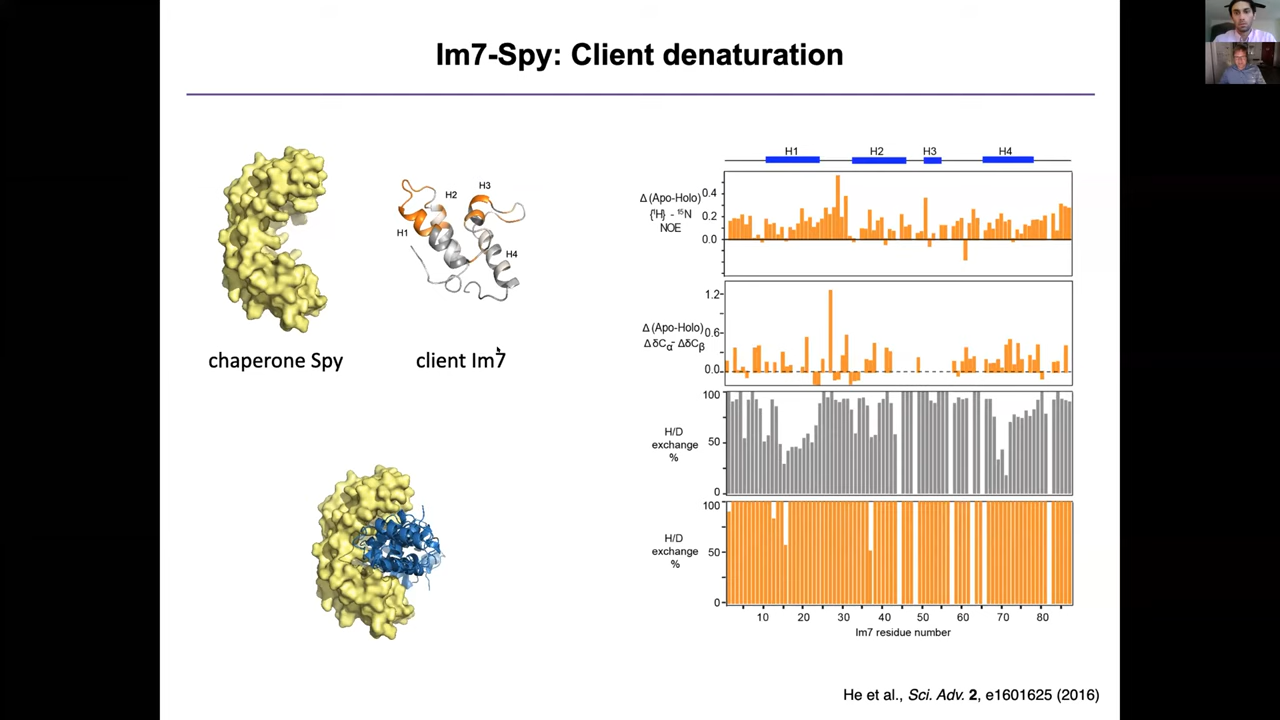 Im7-Spy: Client denaturation
H1
H2
H3
H4
chaperone Spy
client Im7
H1 H2 H3 H4
Δ (Apo-Holo)
{¹H} - ¹⁵N
NOE
0.4
0.2
0.0
Δ (Apo-Holo)
ΔδCα- ΔδCβ
1.2
0.6
0.0
H/D
exchange
%
100
50
0
H/D
exchange
%
100
50
0
10 20 30 40 50 60 70 80
Im7 residue number
He et al., Sci. Adv. 2, e1601625 (2016)